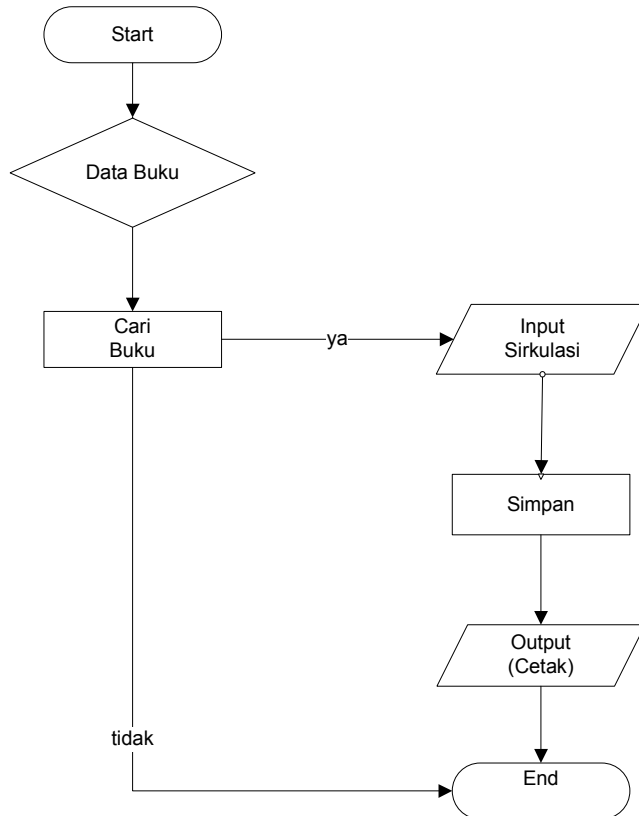 Start
Data Buku
Cari
Buku
ya
Input
Sirkulasi
Simpan
Output
(Cetak)
tidak
End